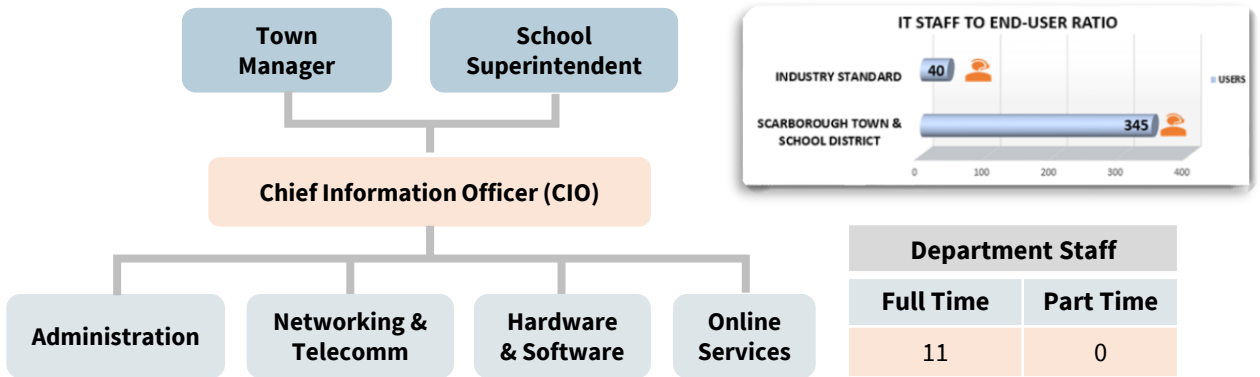 Town
Manager
School
Superintendent
Chief Information Officer (CIO)
Administration
Networking &
Telecomm
Hardware
& Software
Online
Services
IT STAFF TO END-USER RATIO
INDUSTRY STANDARD
40
USERS
SCARBOROUGH TOWN &
SCHOOL DISTRICT
345
0 100 200 300 400
Department Staff
Full Time Part Time
11 0